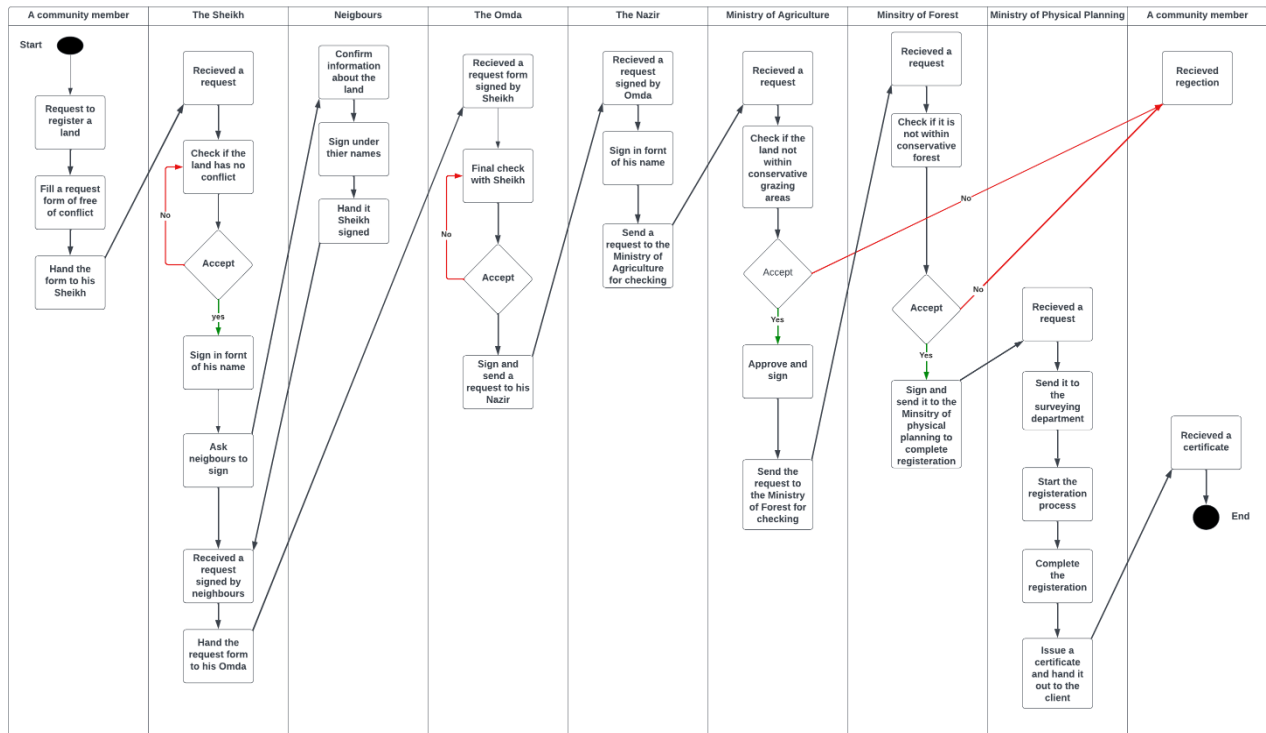 A community member
The Sheikh
Neigbours
The Omda
The Nazir
Ministry of Agriculture
Minsitry of Forest
Ministry of Physical Planning
A community member
Start
Request to
register a
land
Fill a request
form of free
of conflict
Hand the
form to his
Sheikh
Recieved a
request
Check if the
land has no
conflict
No
Accept
yes
Sign in fornt
of his name
Ask
neigbours to
sign
Received a
request
signed by
neighbours
Hand the
request form
to his Omda
Confirm
information
about the
land
Sign under
thier names
Hand it
Sheikh
signed
Recieved a
request form
signed by
Sheikh
Final check
with Sheikh
No
Accept
Sign and
send a
request to his
Nazir
Recieved a
request
signed by
Omda
Sign in fornt
of his name
Send a
request to the
Ministry of
Agriculture
for checking
Recieved a
request
Check if the
land not
within
conservative
grazing
areas
Accept
No
Yes
Approve and
sign
Send the
request to
the Ministry
of Forest for
checking
Recieved a
request
Check if it is
not within
conservative
forest
Accept
No
Yes
Sign and
send it to the
Minsitry of
physical
planning to
complete
registeration
Recieved a
request
Send it to
the
surveying
department
Start the
registeration
process
Complete
the
registeration
Issue a
certificate
and hand it
out to the
client
Recieved
regection
Recieved a
certificate
End